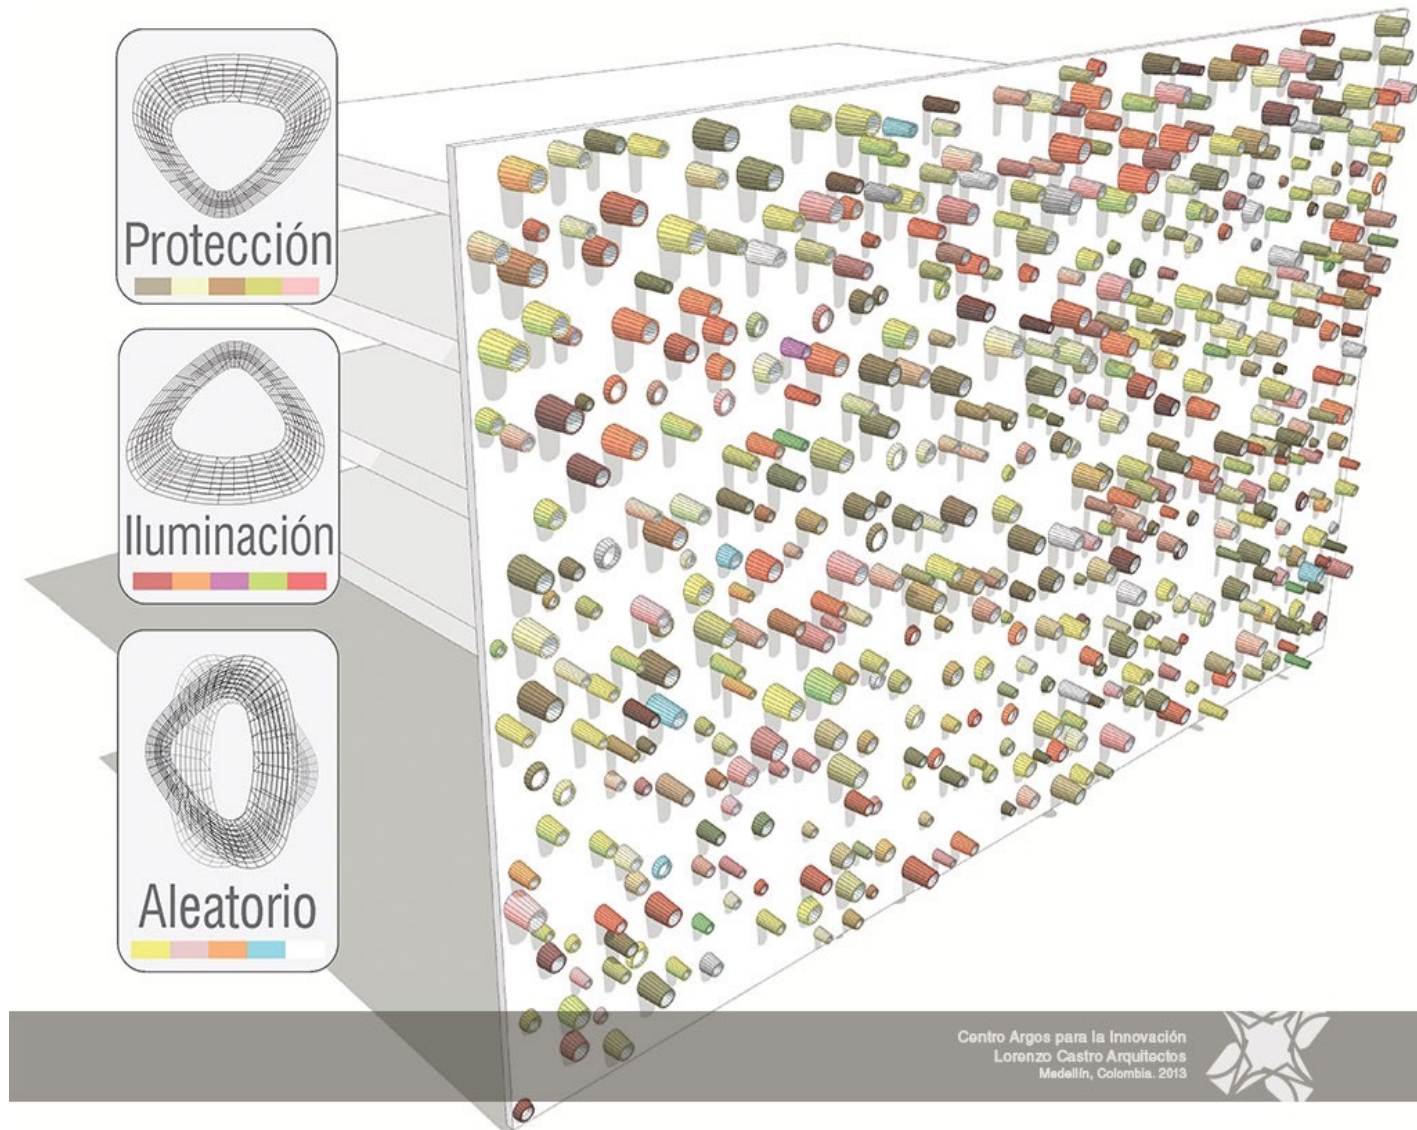 Protección
Iluminación
Aleatorio
Centro Argos para la Innovación
Lorenzo Castro Arquitectos
Medellín, Colombia. 2013